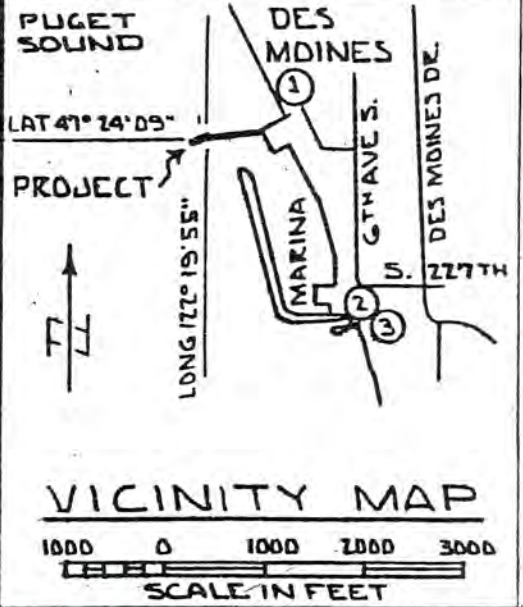 PUGET
SOUND
DES
MOINES
1
LAT 47° 24' 09"
PROJECT
LONG 122° 19' 55"
MARINA
6TH AVE S.
DES MOINES DR.
S. 227TH
2
3
VICINITY MAP
1000 0 1000 2000 3000
SCALE IN FEET